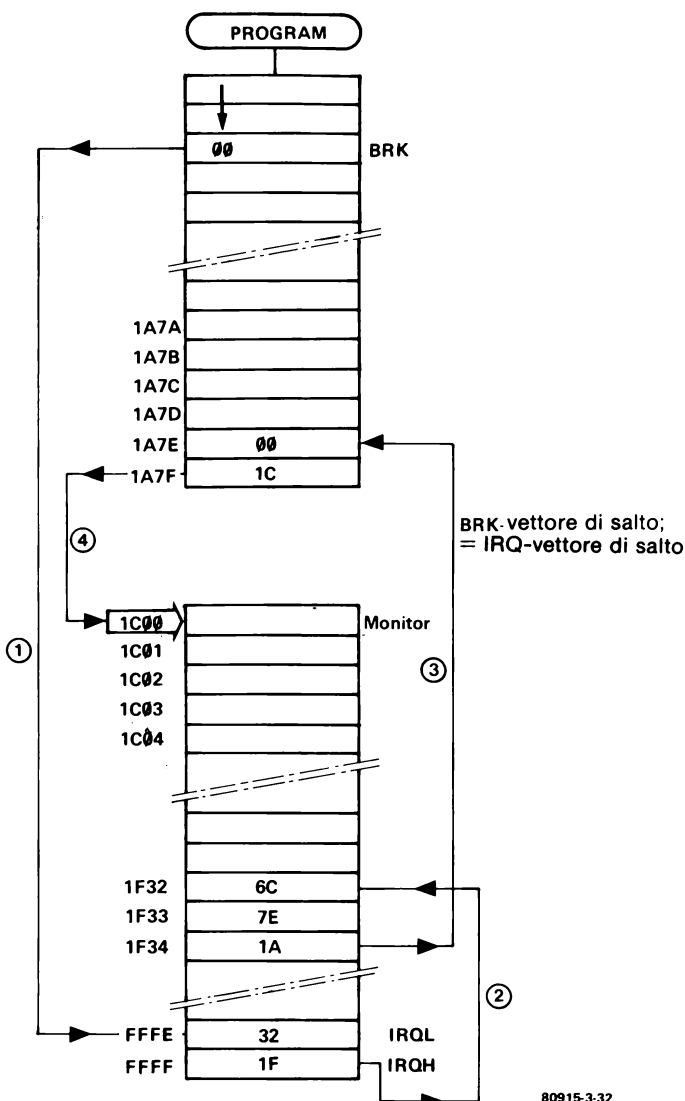 PROGRAM
00 BRK
1A7A
1A7B
1A7C
1A7D
1A7E 00
1A7F 1C
BRK-vettore di salto;
= IRQ-vettore di salto
④
1C00 Monitor
①
1C01
③
1C02
1C03
1C04
1F32 6C
1F33 7E
1F34 1A
②
FFFE 32 IRQL
FFFF 1F IRQH
80915-3-32